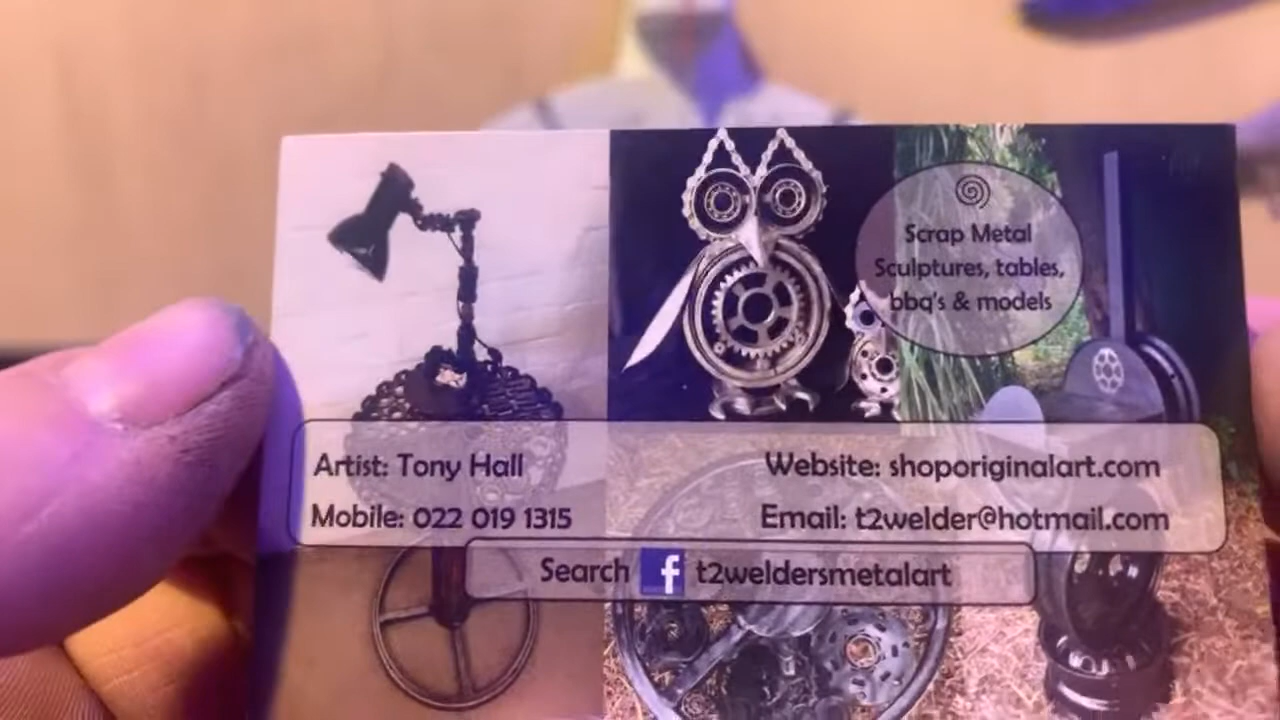 Scrap Metal
Sculptures, tables,
bbq's & models
Artist: Tony Hall
Website: shoporiginalart.com
Mobile: 022 019 1315
Email: t2welder@hotmail.com
Search f t2weldersmetalart